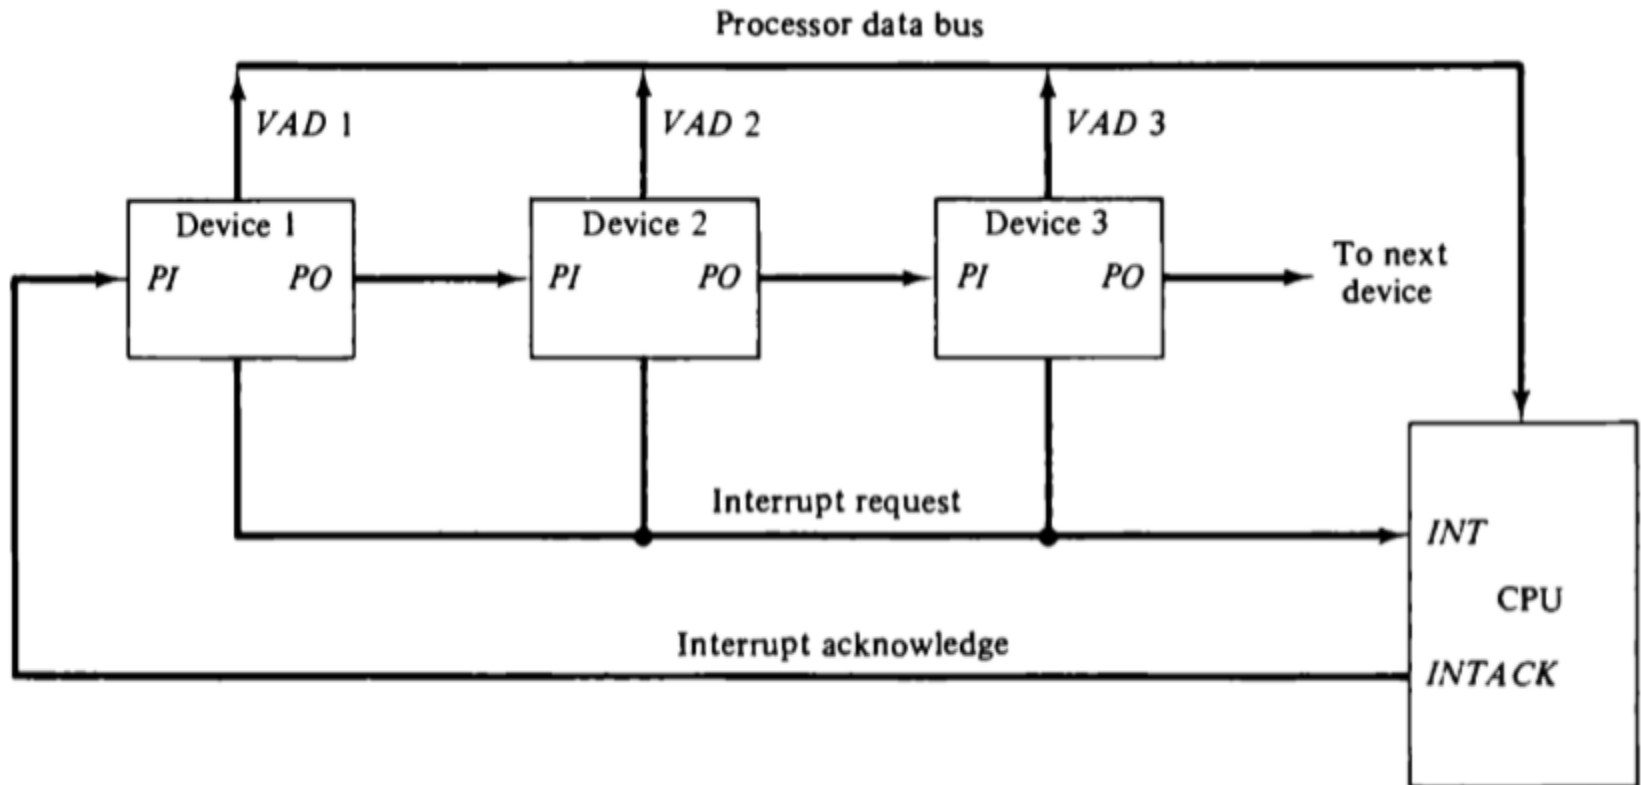 Processor data bus
VAD 1
VAD 2
VAD 3
Device 1
Device 2
Device 3
PI
PO
PI
PO
PI
PO
To next
device
Interrupt request
INT
CPU
Interrupt acknowledge
INTACK